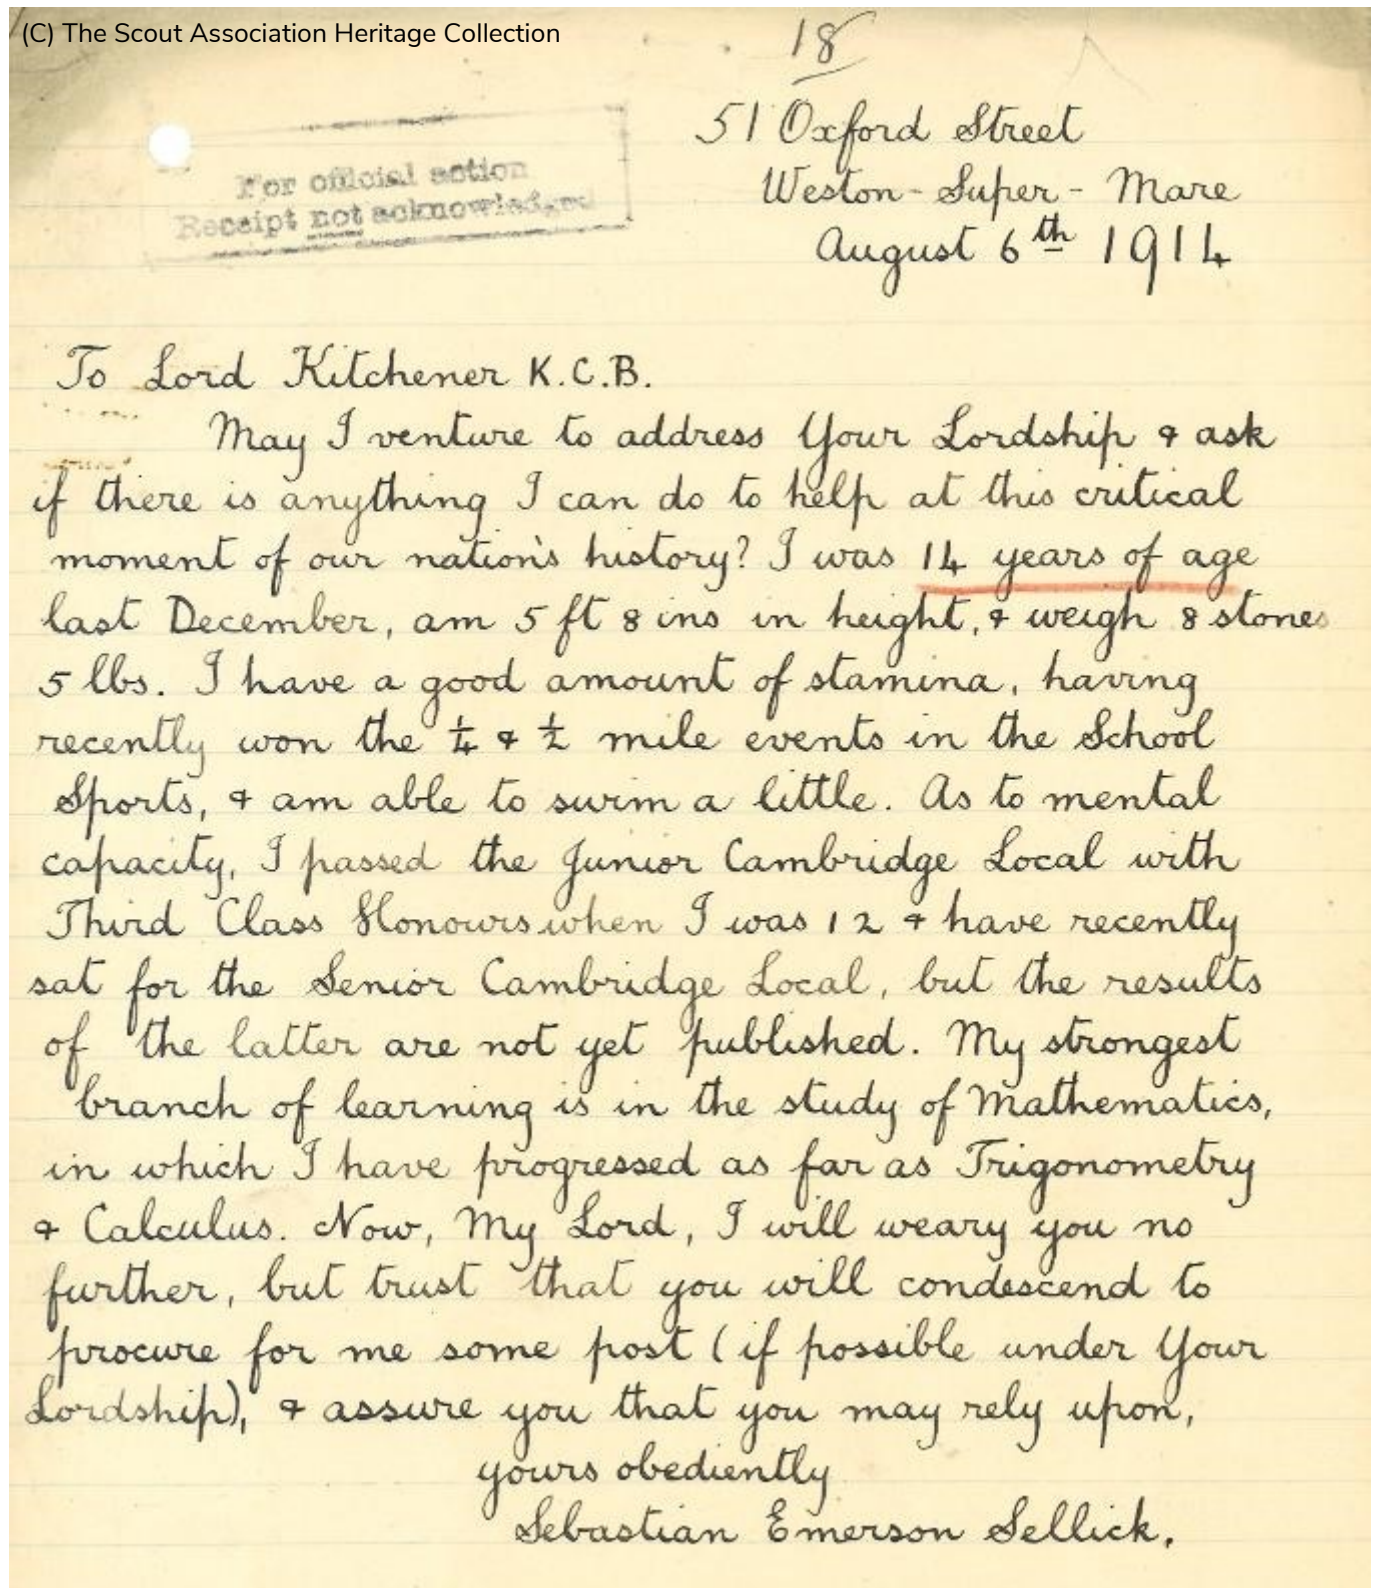 (C) The Scout Association Heritage Collection
18
For official action
Receipt not acknowledged
51 Oxford Street
Weston-Super-Mare
August 6th 1914
To Lord Kitchener K.C.B.
May I venture to address Your Lordship & ask
if there is anything I can do to help at this critical
moment of our nation's history? I was 14 years of age
last December, am 5 ft 8 ins in height, & weigh 8 stones
5 lbs. I have a good amount of stamina, having
recently won the ¼ & ½ mile events in the School
Sports, & am able to swim a little. As to mental
capacity, I passed the Junior Cambridge Local with
Third Class Honours when I was 12 & have recently
sat for the Senior Cambridge Local, but the results
of the latter are not yet published. My strongest
branch of learning is in the study of Mathematics,
in which I have progressed as far as Trigonometry
& Calculus. Now, My Lord, I will weary you no
further, but trust that you will condescend to
procure for me some post (if possible under Your
Lordship), & assure you that you may rely upon,
yours obediently
Sebastian Emerson Sellick.